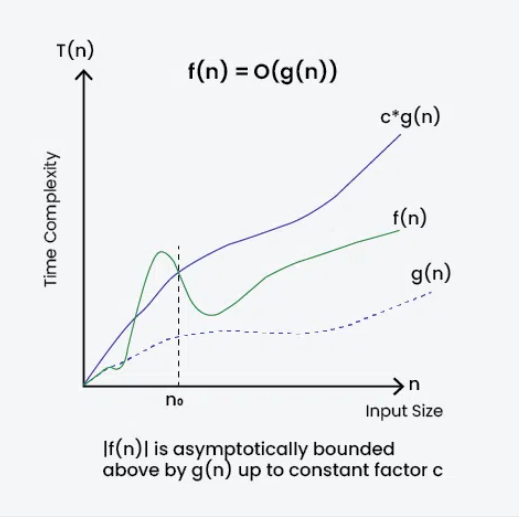 T(n)
f(n) = O(g(n))
c*g(n)
Time Complexity
f(n)
g(n)
n
n₀
Input Size
|f(n)| is asymptotically bounded
above by g(n) up to constant factor c